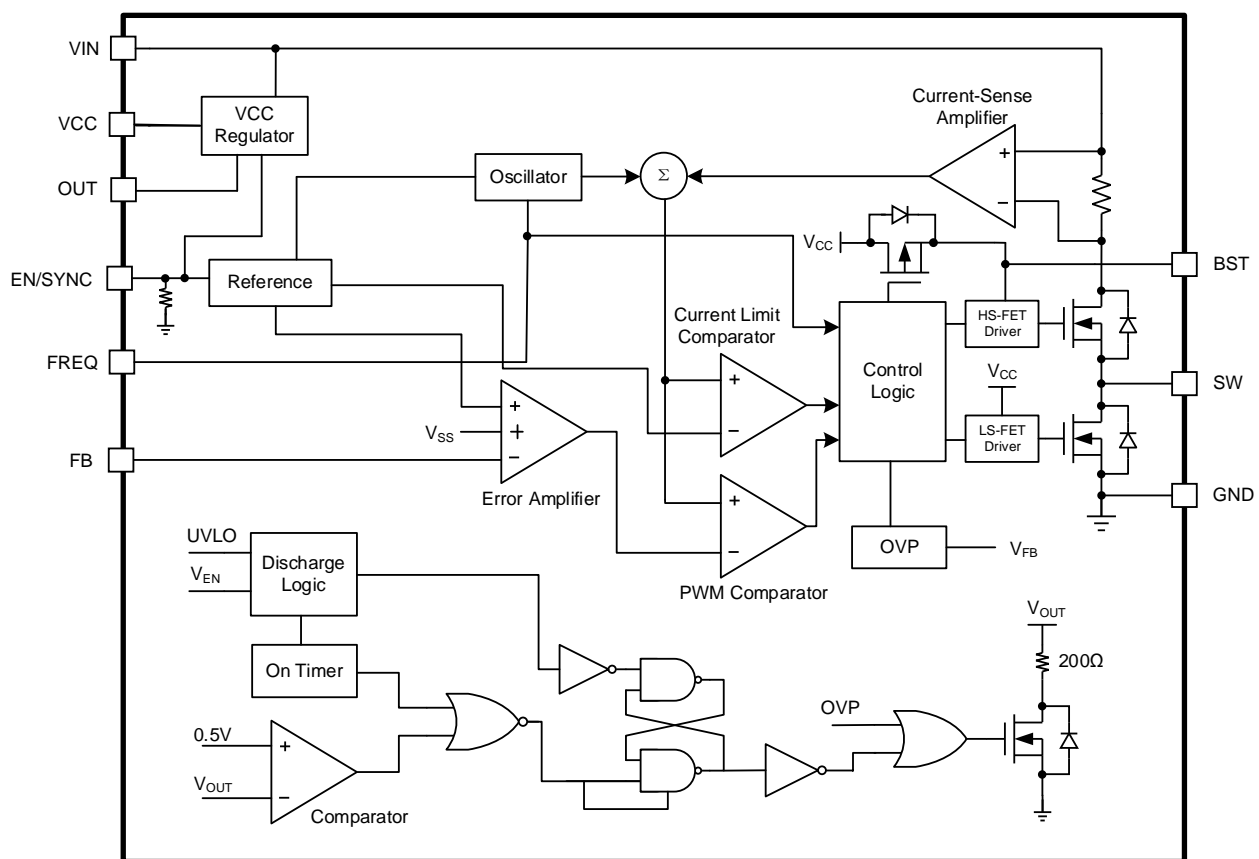 VIN
VCC
OUT
EN/SYNC
FREQ
FB
VCC
Regulator
Oscillator
Σ
Current-Sense
Amplifier
+
−
VCC
BST
Reference
Current Limit
Comparator
+
−
Control
Logic
HS-FET
Driver
VCC
LS-FET
Driver
SW
GND
+
VSS
+
−
Error Amplifier
+
−
PWM Comparator
OVP
VFB
UVLO
VEN
Discharge
Logic
On Timer
0.5V
+
VOUT
−
Comparator
OVP
VOUT
200Ω